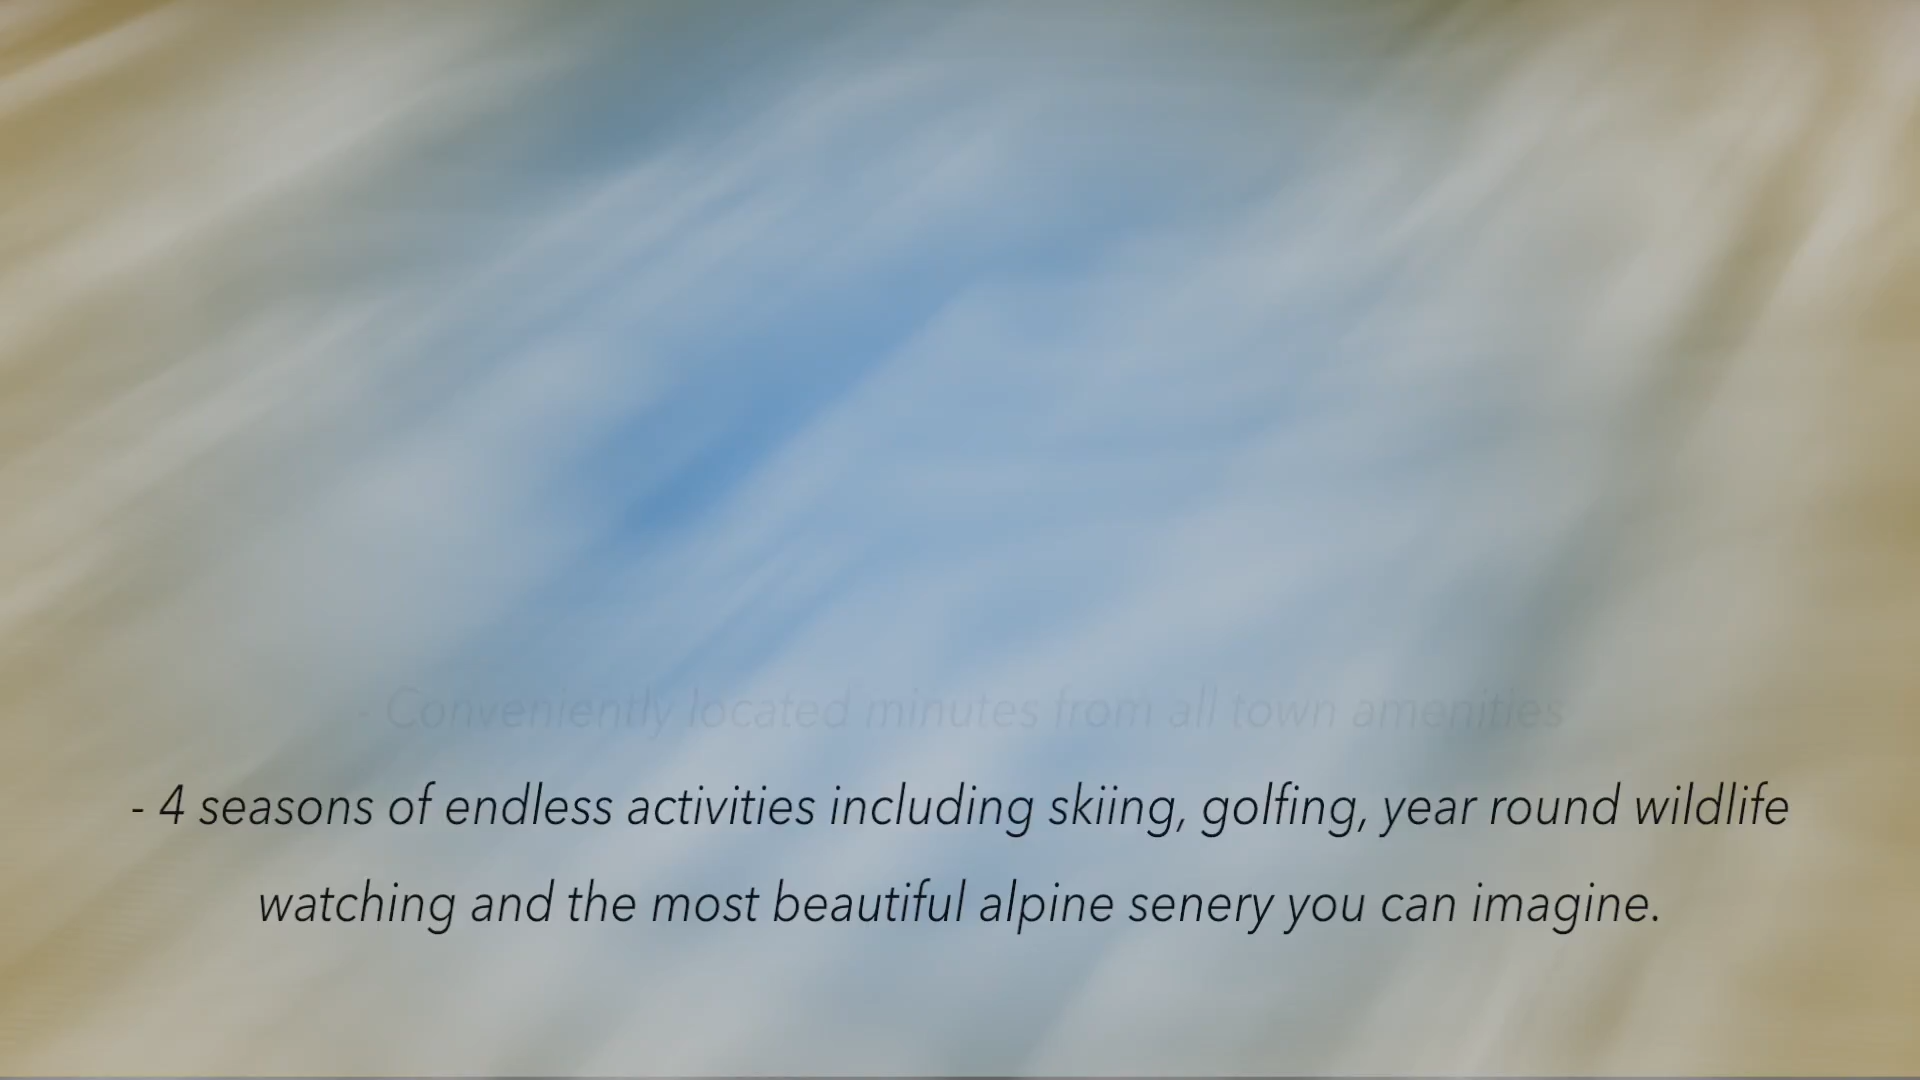 - Conveniently located minutes from all town amenities
- 4 seasons of endless activities including skiing, golfing, year round wildlife
watching and the most beautiful alpine senery you can imagine.